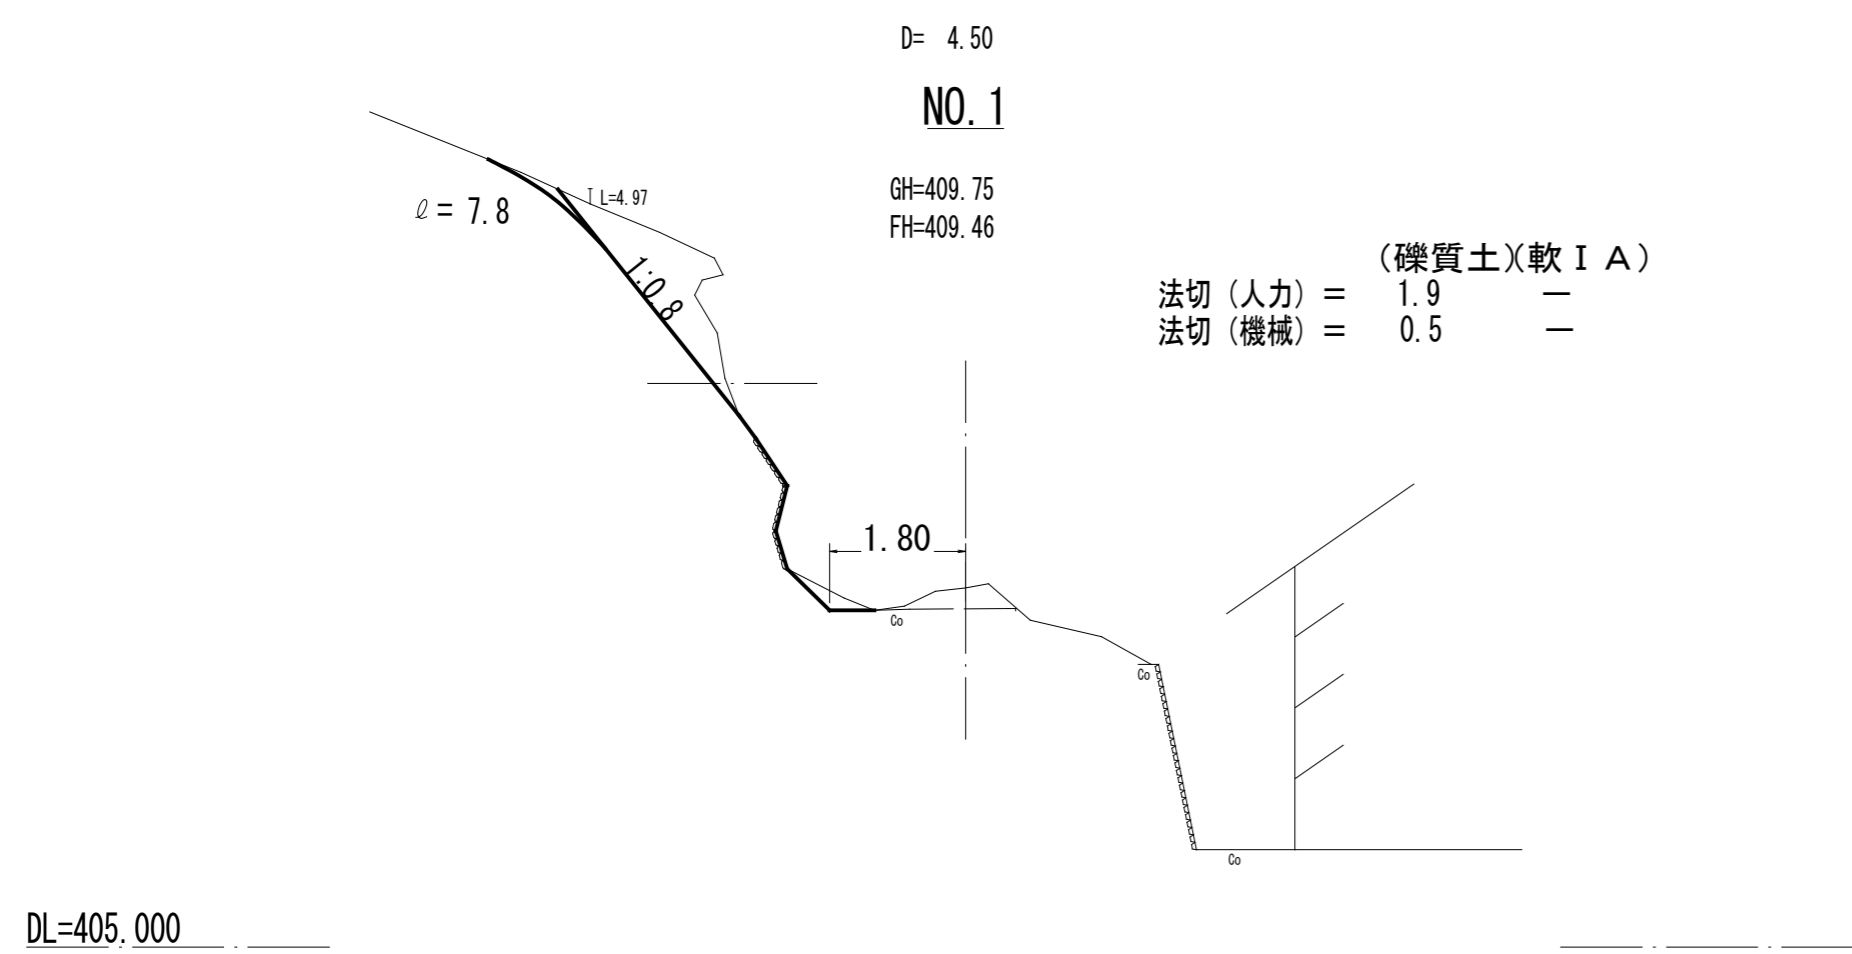 D= 4.50
NO.1
GH=409.75
FH=409.46
L=4.97
ℓ= 7.8
1:0.8
(礫質土)(軟ⅠA)
法切(人力)= 1.9 ―
法切(機械)= 0.5 ―
1.80
Co
Co
Co
DL=405.000